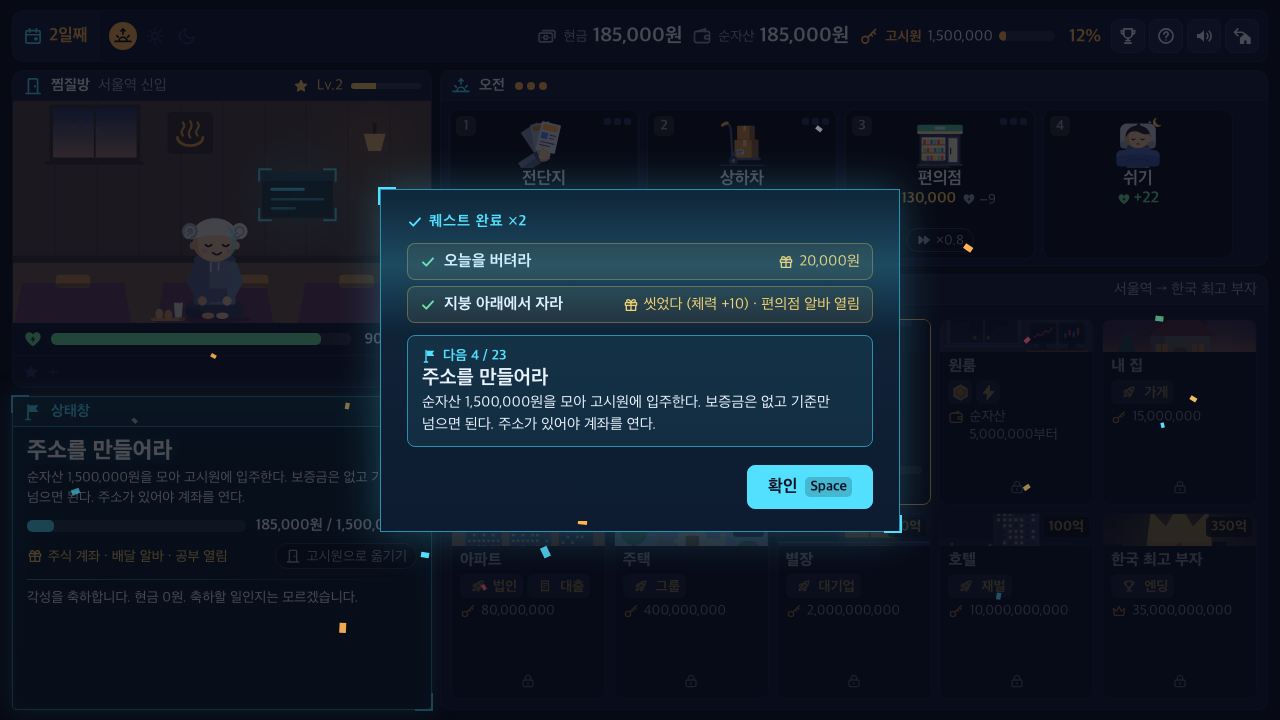 2일째
현금 185,000원
순자산 185,000원
고시원 1,500,000
12%
찜질방 서울역 신입
Lv.2
오전
1
전단지
2
상하차
3
편의점
130,000
−9
×0.8
4
쉬기
+22
퀘스트 완료 ×2
오늘을 버텨라
20,000원
지붕 아래에서 자라
씻었다 (체력 +10) · 편의점 알바 열림
다음 4 / 23
주소를 만들어라
순자산 1,500,000원을 모아 고시원에 입주한다. 보증금은 없고 기준만
넘으면 된다. 주소가 있어야 계좌를 연다.
확인 Space
90
상태창
주소를 만들어라
순자산 1,500,000원을 모아 고시원에 입주한다. 보증금은 없고 기
넘으면 된다. 주소가 있어야 계좌를 연다.
185,000원 / 1,500,0
주식 계좌 · 배달 알바 · 공부 열림
고시원으로 옮기기
각성을 축하합니다. 현금 0원. 축하할 일인지는 모르겠습니다.
서울역 → 한국 최고 부자
원룸
순자산
5,000,000부터
내 집
가게
15,000,000
아파트
법인
대출
80,000,000
주택
그룹
400,000,000
별장
대기업
2,000,000,000
100억
호텔
재벌
10,000,000,000
350억
한국 최고 부자
엔딩
35,000,000,000